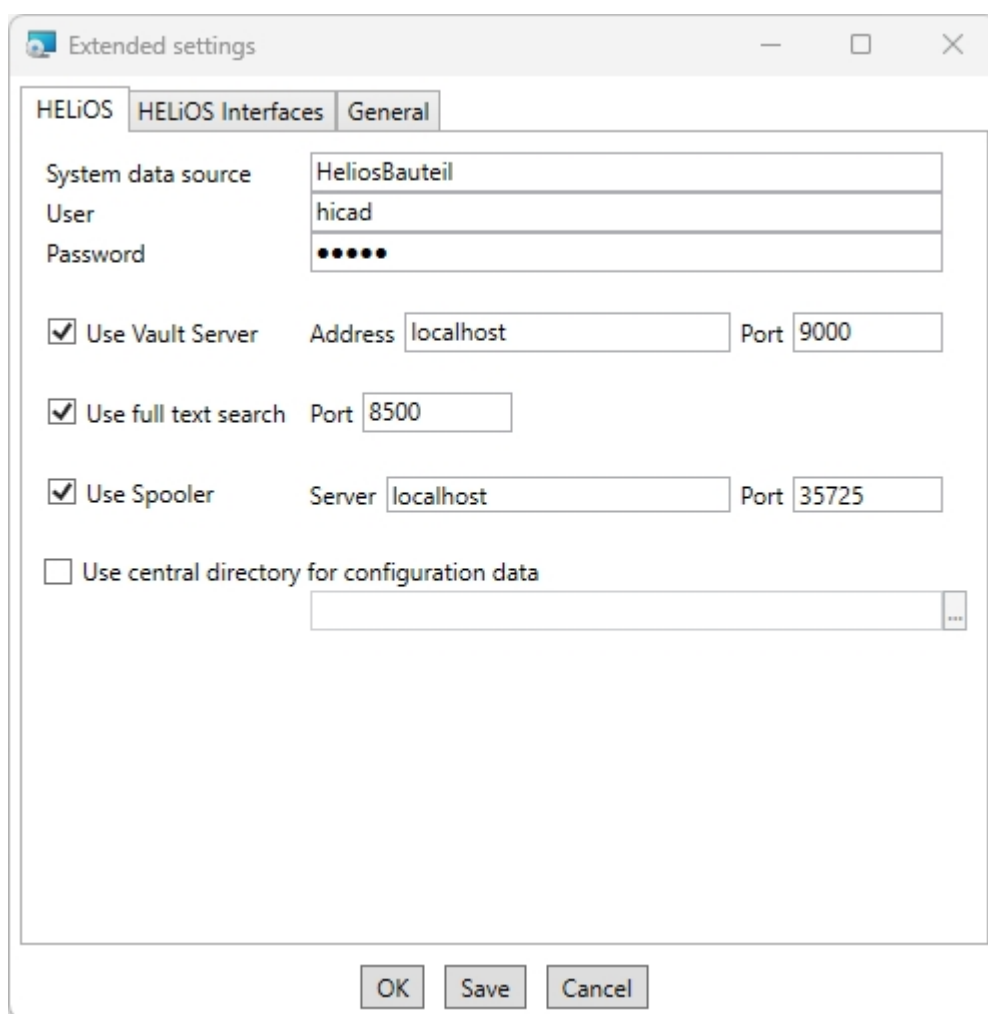 Extended settings
HELiOS HELiOS Interfaces General
System data source HeliosBauteil
User hicad
Password •••••
Use Vault Server Address localhost Port 9000
Use full text search Port 8500
Use Spooler Server localhost Port 35725
Use central directory for configuration data
...
OK Save Cancel